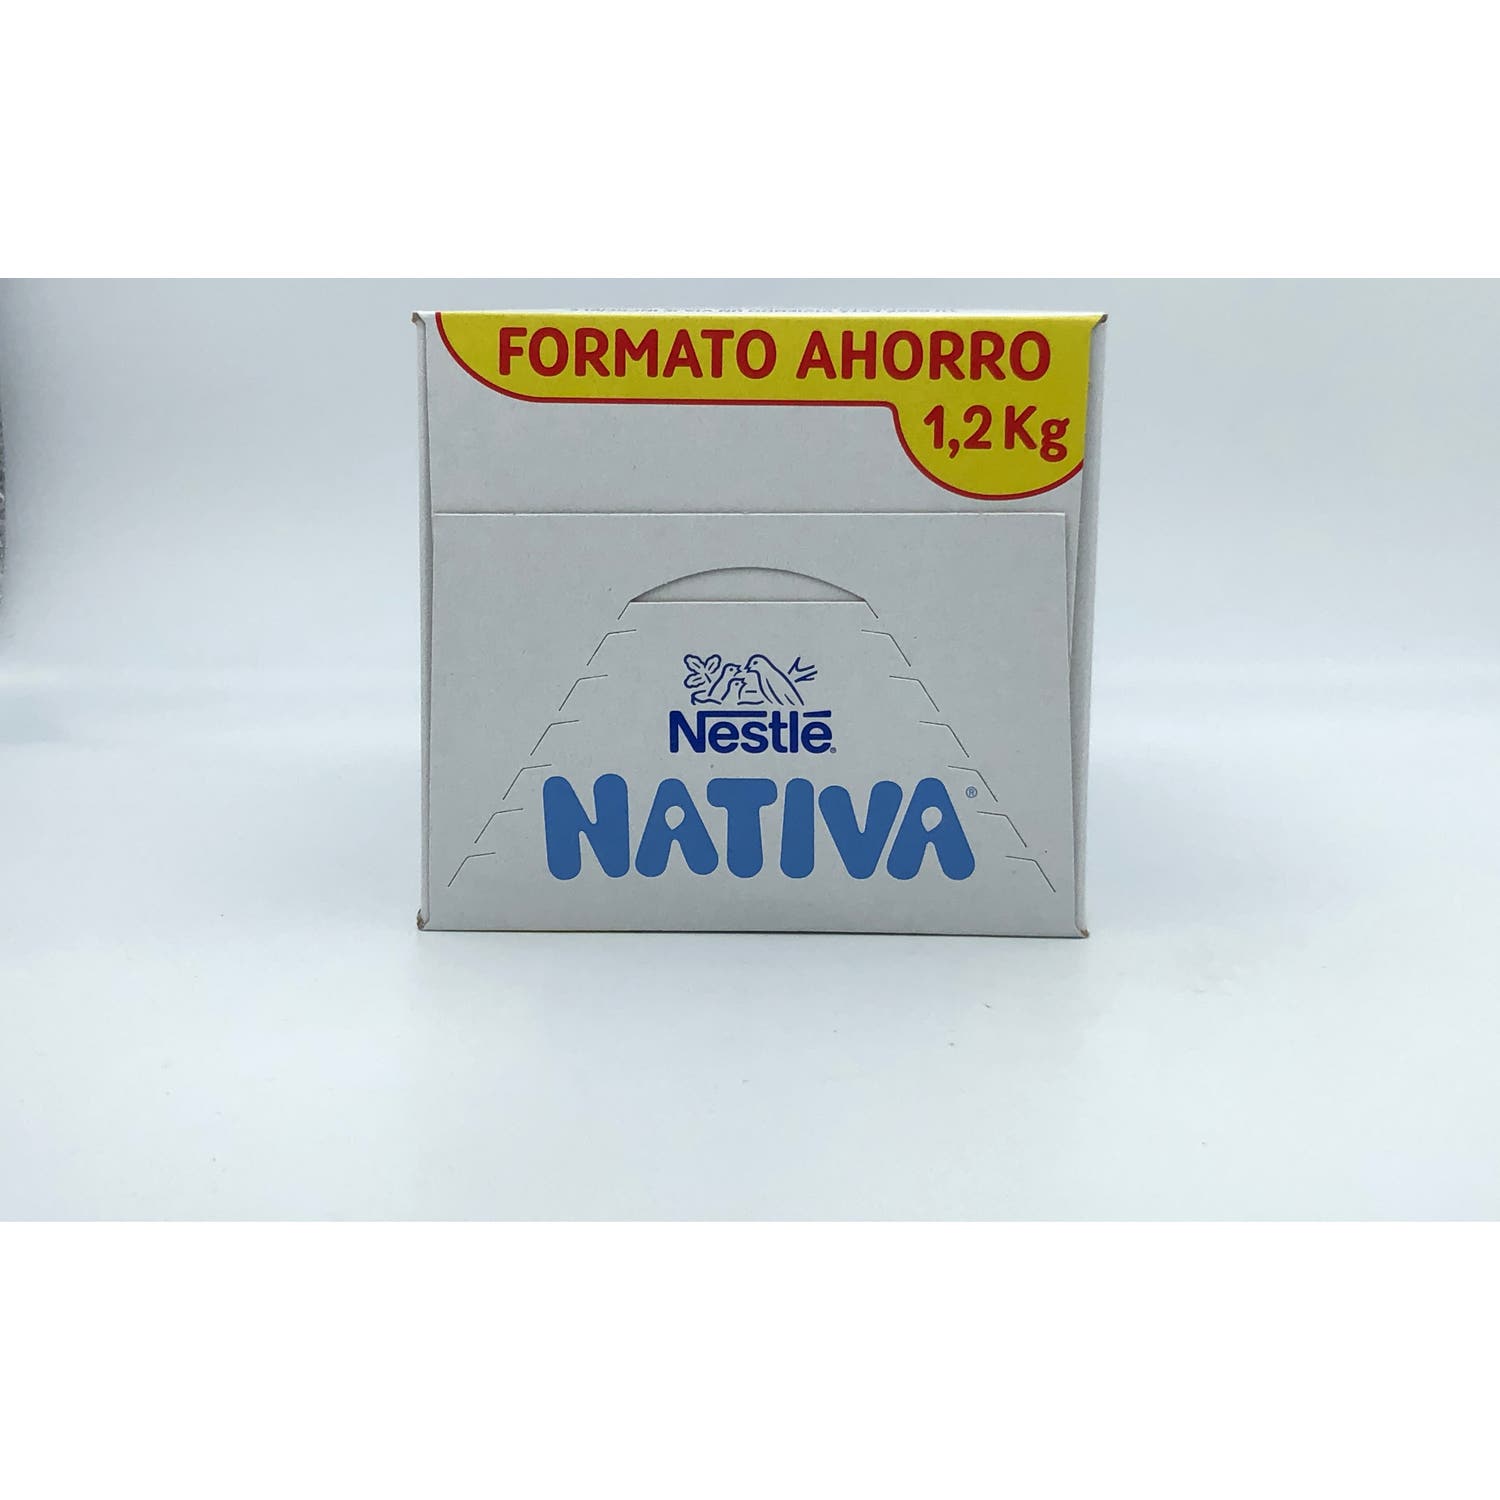 FORMATO AHORRO
1,2 Kg
Nestlé®
NATIVA®